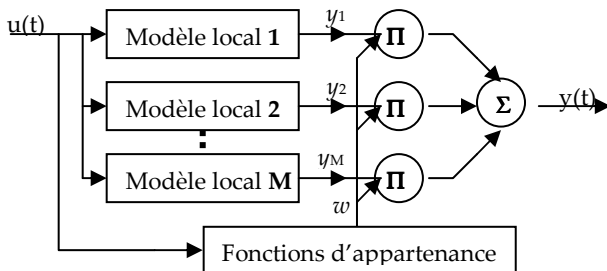 u(t)
Modèle local 1
y1
Π
Modèle local 2
y2
Π
Σ
y(t)
Modèle local M
yM
Π
w
Fonctions d'appartenance